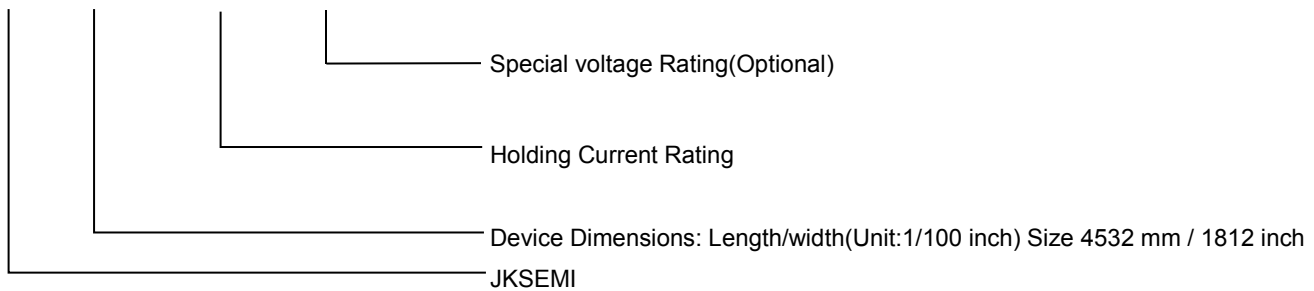 Special voltage Rating(Optional)
Holding Current Rating
Device Dimensions: Length/width(Unit:1/100 inch) Size 4532 mm / 1812 inch
JKSEMI